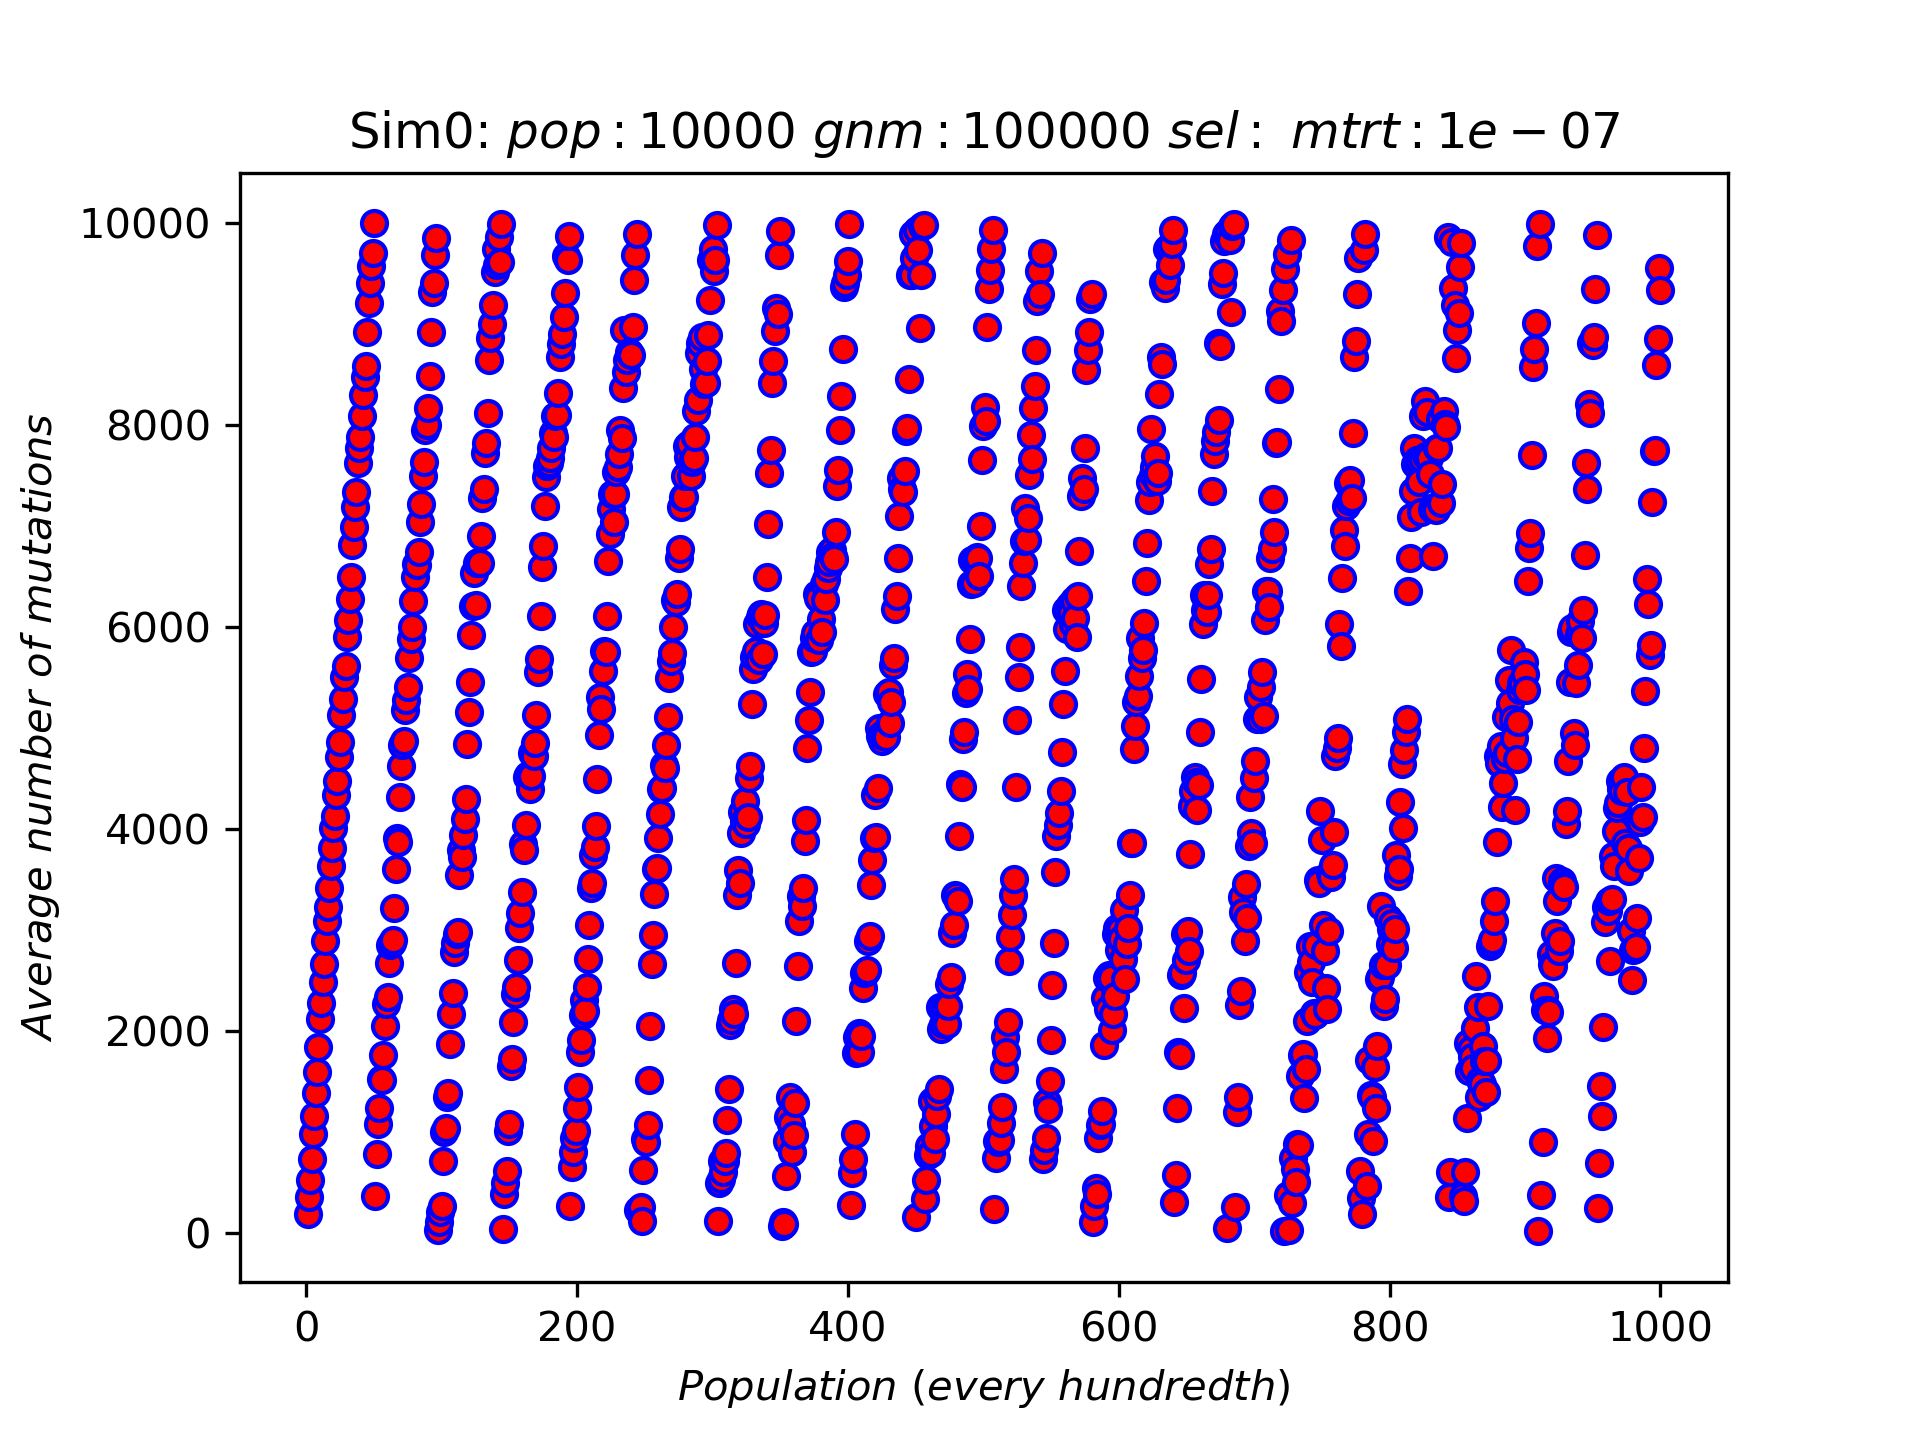 Sim0: pop : 10000 gnm : 100000 sel : mtrt : 1e − 07
10000
8000
6000
4000
2000
0
Average number of mutations
0 200 400 600 800 1000
Population (every hundredth)